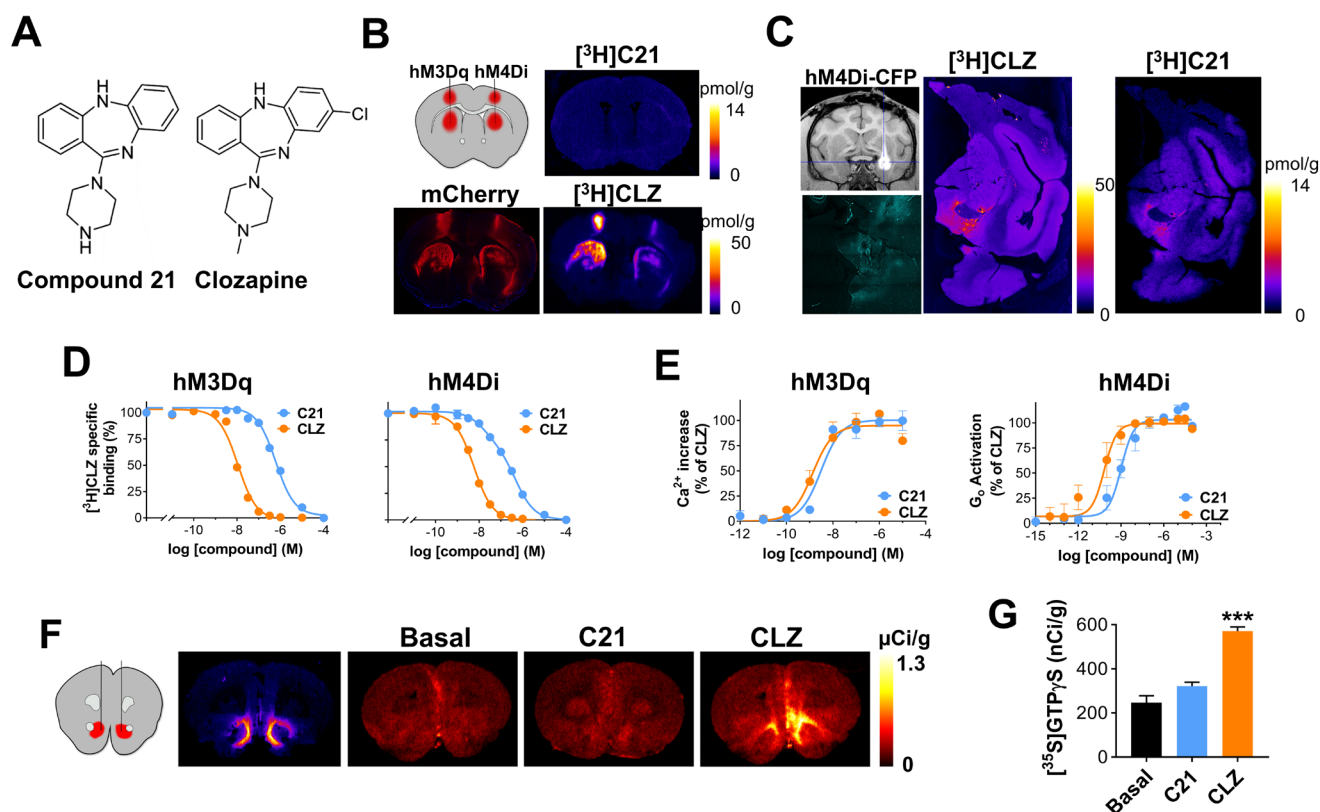 A
NH
Cl
N
N
N
N
N
N
H
N
Compound 21
Clozapine
B
hM3Dq hM4Di
[³H]C21
pmol/g
14
0
mCherry
[³H]CLZ
pmol/g
50
0
C
hM4Di-CFP
[³H]CLZ
50
0
[³H]C21
pmol/g
14
0
D
hM3Dq
[³H]CLZ specific
binding (%)
100
75
50
25
0
C21
CLZ
-10 -8 -6 -4
log [compound] (M)
hM4Di
C21
CLZ
-10 -8 -6 -4
log [compound] (M)
E
hM3Dq
Ca²⁺ increase
(% of CLZ)
125
100
75
50
25
0
C21
CLZ
-12 -10 -8 -6 -4
log [compound] (M)
hM4Di
Gₒ Activation
(% of CLZ)
125
100
75
50
25
0
C21
CLZ
-15 -12 -9 -6 -3
log [compound] (M)
F
Basal
C21
CLZ
µCi/g
1.3
0
G
[³⁵S]GTPγS (nCi/g)
600
400
200
0
***
Basal
C21
CLZ